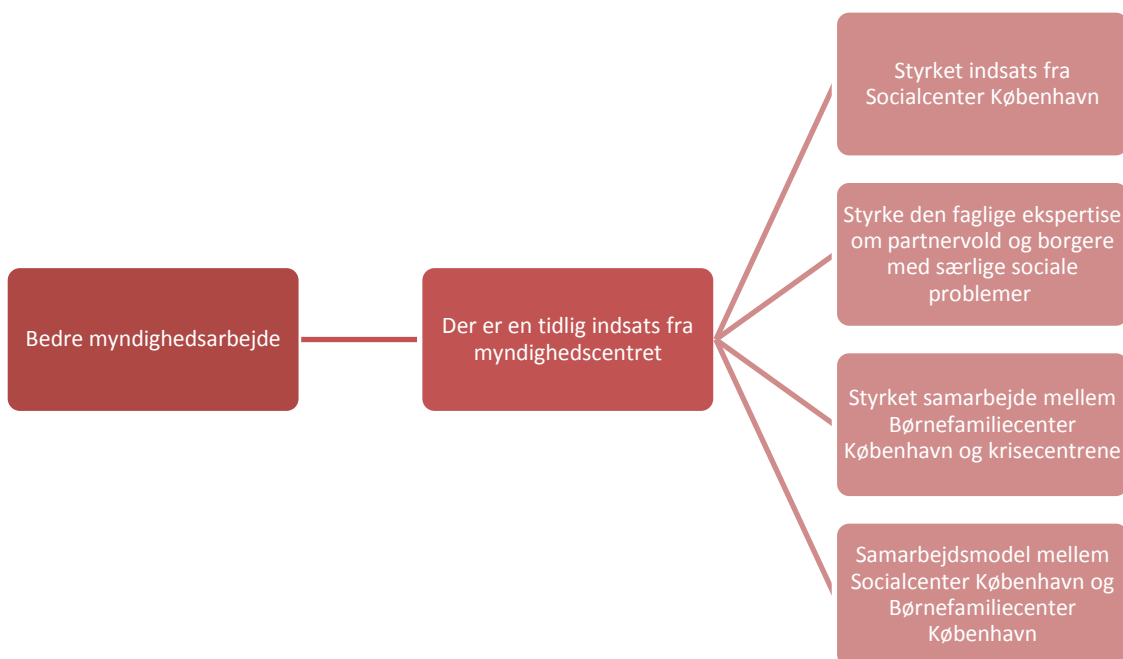 Bedre myndighedsarbejde
Der er en tidlig indsats fra
myndighedscentret
Styrket indsats fra
Socialcenter København
Styrke den faglige ekspertise
om partnervold og borgere
med særlige sociale
problemer
Styrket samarbejde mellem
Børnefamiliecenter
København og krisecentrene
Samarbejdsmodel mellem
Socialcenter København og
Børnefamiliecenter
København